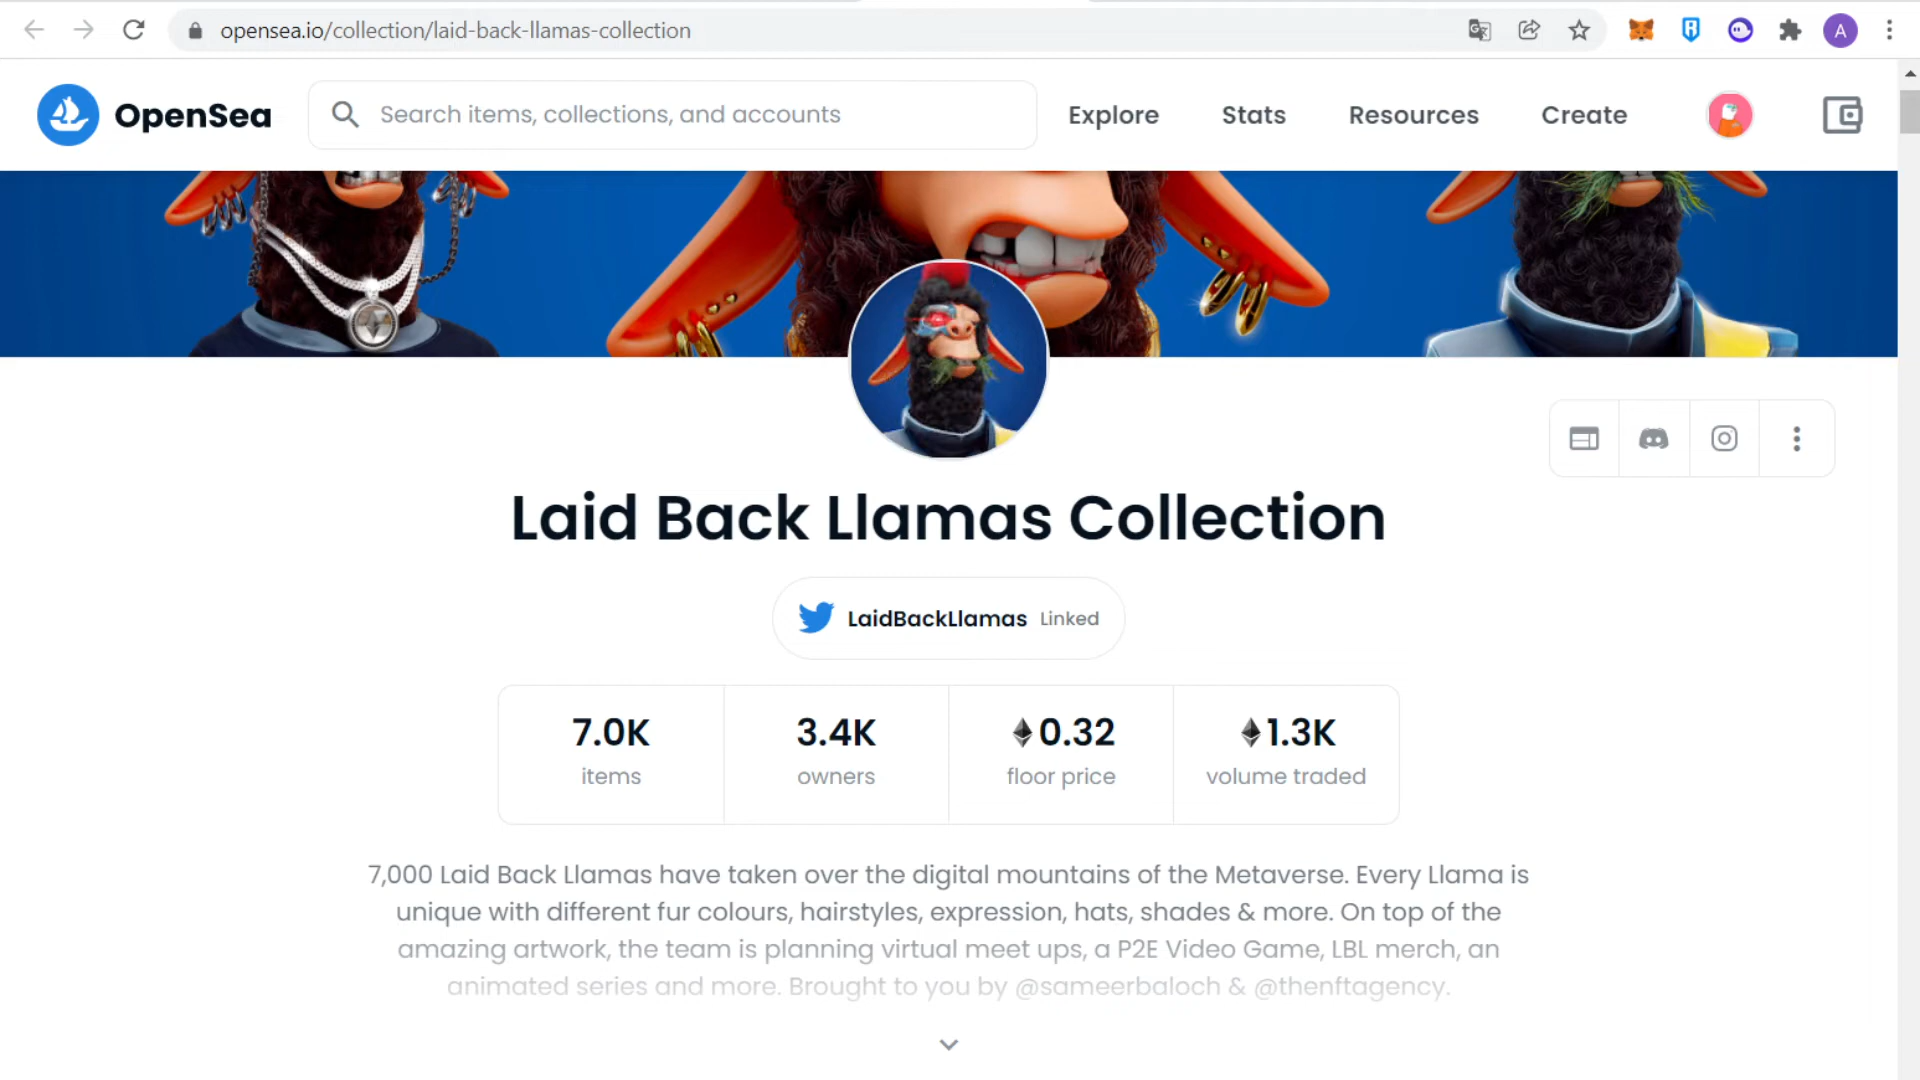 opensea.io/collection/laid-back-llamas-collection
A
OpenSea
Search items, collections, and accounts
Explore
Stats
Resources
Create
Laid Back Llamas Collection
LaidBackLlamas Linked
7.0K
items
3.4K
owners
0.32
floor price
1.3K
volume traded
7,000 Laid Back Llamas have taken over the digital mountains of the Metaverse. Every Llama is
unique with different fur colours, hairstyles, expression, hats, shades & more. On top of the
amazing artwork, the team is planning virtual meet ups, a P2E Video Game, LBL merch, an
animated series and more. Brought to you by @sameerbaloch & @thenftagency.